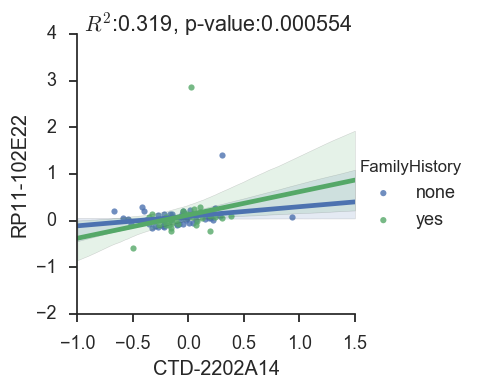 R²:0.319, p-value:0.000554
4
3
2
1
0
−1
−2
RP11-102E22
−1.0 −0.5 0.0 0.5 1.0 1.5
CTD-2202A14
FamilyHistory
none
yes